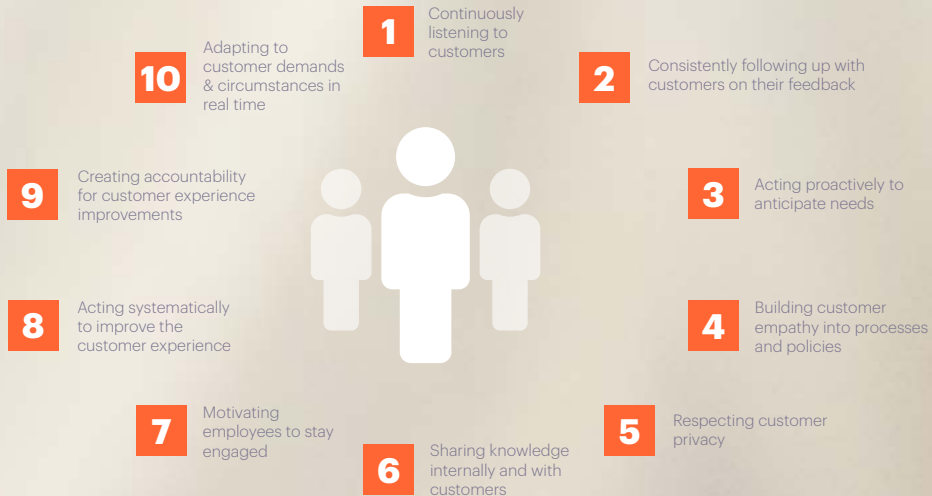 1
Continuously
listening to
customers
2
Consistently following up with
customers on their feedback
3
Acting proactively to
anticipate needs
4
Building customer
empathy into processes
and policies
5
Respecting customer
privacy
6
Sharing knowledge
internally and with
customers
7
Motivating
employees to stay
engaged
8
Acting systematically
to improve the
customer experience
9
Creating accountability
for customer experience
improvements
10
Adapting to
customer demands
& circumstances in
real time